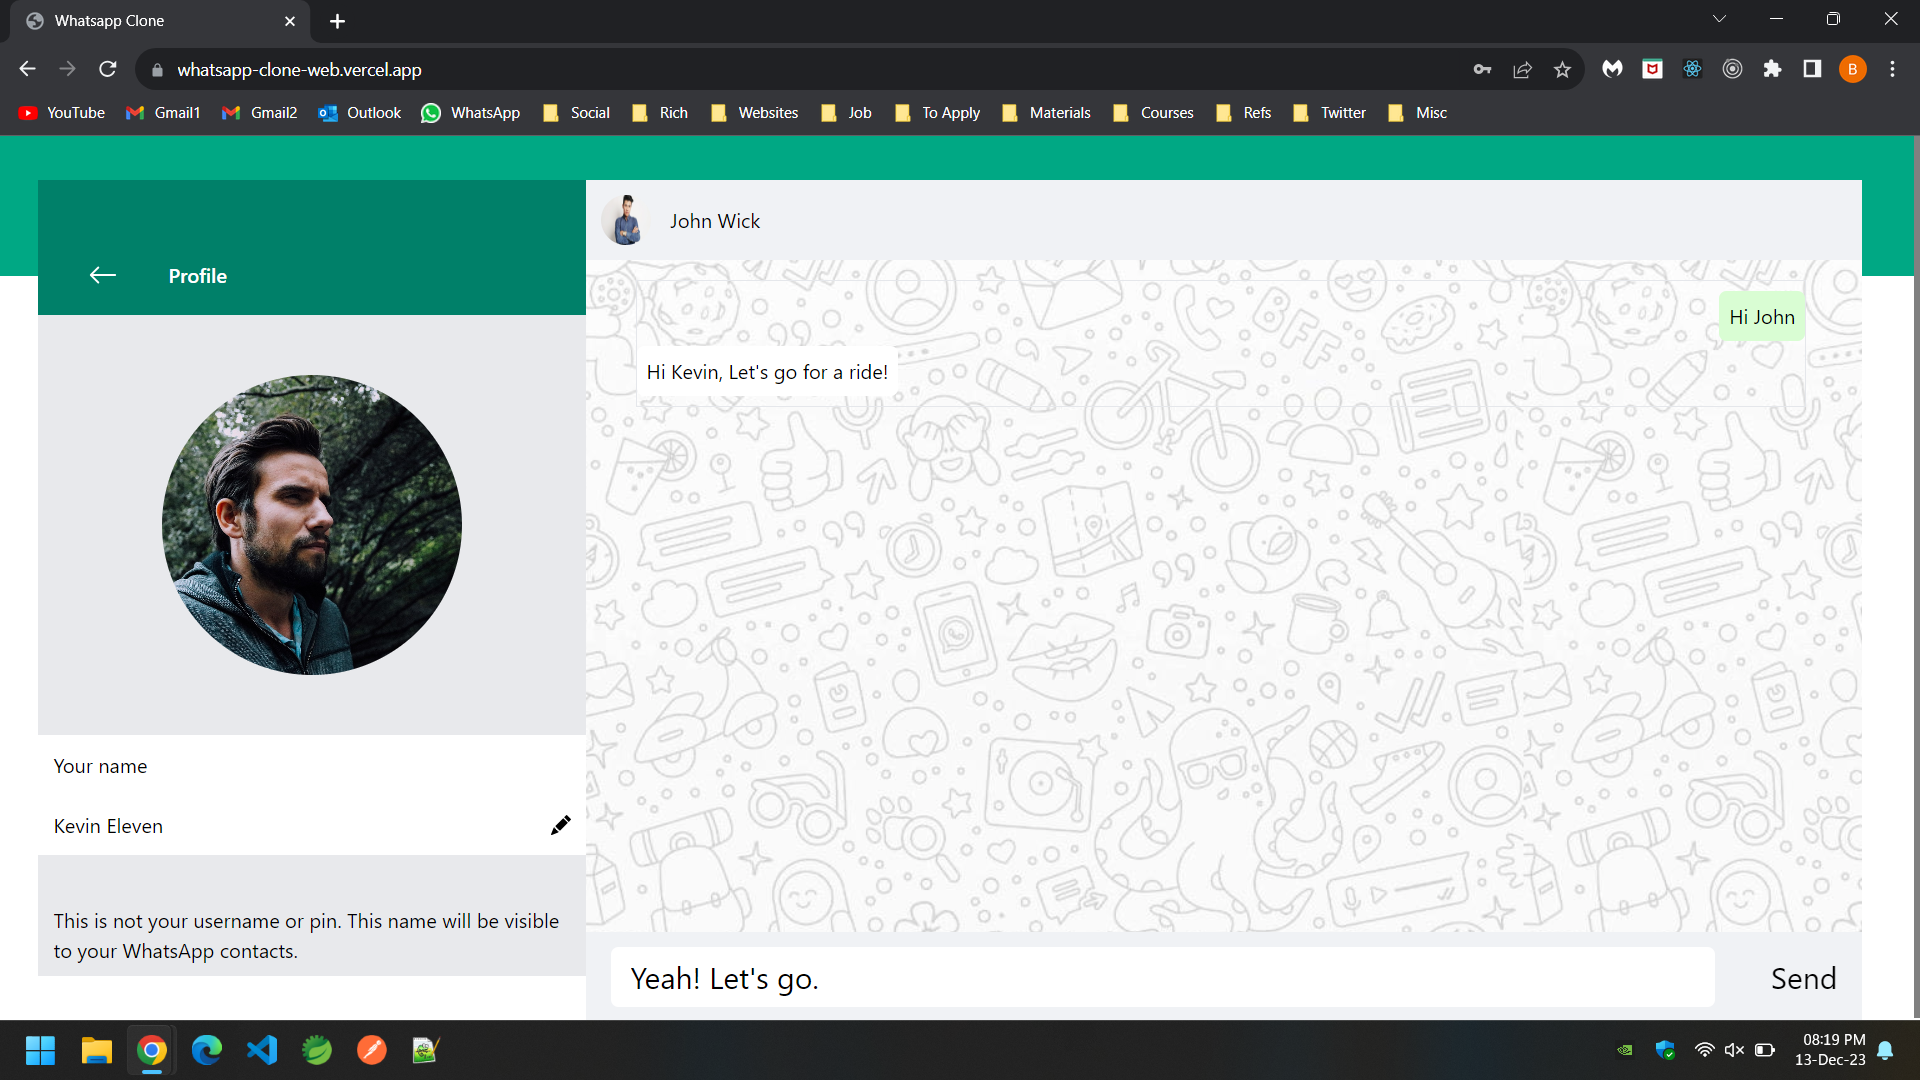 Whatsapp Clone
whatsapp-clone-web.vercel.app
B
YouTube Gmail1 Gmail2 Outlook WhatsApp Social Rich Websites Job To Apply Materials Courses Refs Twitter Misc
Profile
John Wick
BFF
Hi John
Hi Kevin, Let's go for a ride!
Your name
Kevin Eleven
This is not your username or pin. This name will be visible
to your WhatsApp contacts.
Yeah! Let's go.
Send
08:19 PM
13-Dec-23